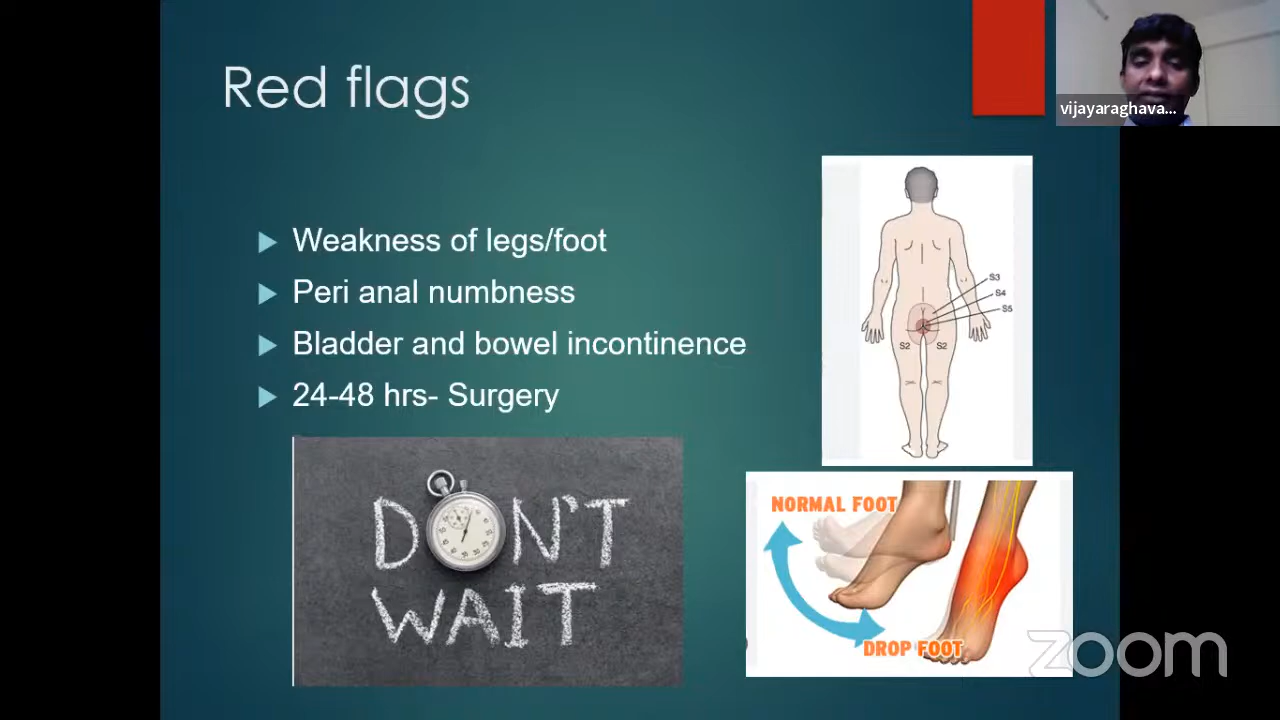 Red flags
vijayaraghava...
Weakness of legs/foot
Peri anal numbness
Bladder and bowel incontinence
24-48 hrs- Surgery
S3
S4
S5
S2 S2
DON'T
WAIT
NORMAL FOOT
DROP FOOT
zoom